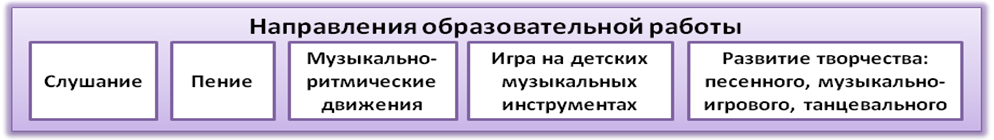 Направления образовательной работы
Слушание
Пение
Музыкально-
ритмические
движения
Игра на детских
музыкальных
инструментах
Развитие творчества:
песенного, музыкально-
игрового, танцевального